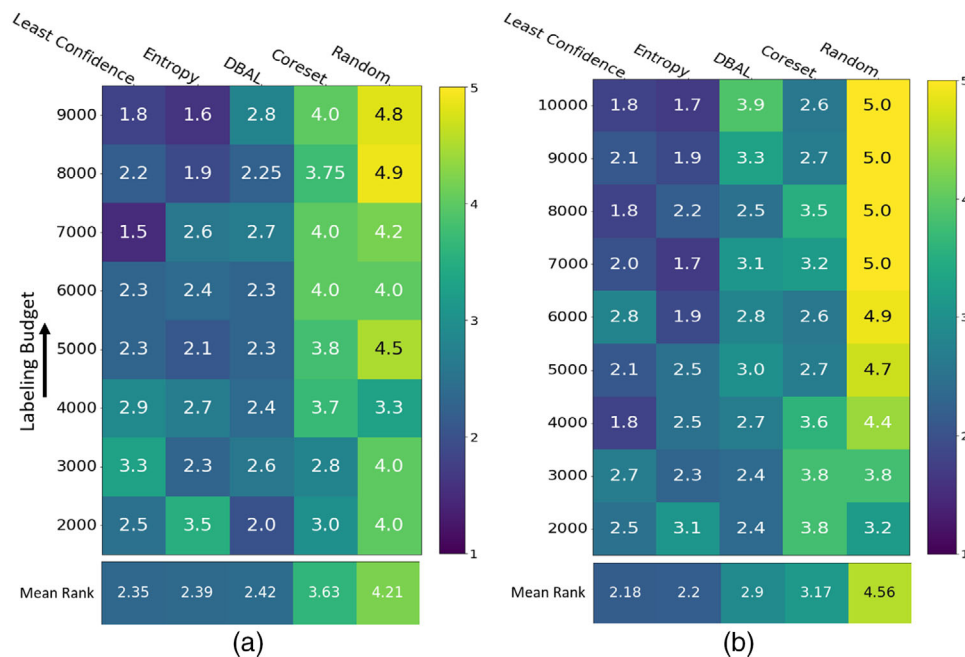 Least Confidence Entropy DBAL Coreset Random
9000 1.8 1.6 2.8 4.0 4.8
8000 2.2 1.9 2.25 3.75 4.9
7000 1.5 2.6 2.7 4.0 4.2
6000 2.3 2.4 2.3 4.0 4.0
5000 2.3 2.1 2.3 3.8 4.5
4000 2.9 2.7 2.4 3.7 3.3
3000 3.3 2.3 2.6 2.8 4.0
2000 2.5 3.5 2.0 3.0 4.0
Labeling Budget
5
4
3
2
1
Mean Rank 2.35 2.39 2.42 3.63 4.21
(a)
Least Confidence Entropy DBAL Coreset Random
10000 1.8 1.7 3.9 2.6 5.0
9000 2.1 1.9 3.3 2.7 5.0
8000 1.8 2.2 2.5 3.5 5.0
7000 2.0 1.7 3.1 3.2 5.0
6000 2.8 1.9 2.8 2.6 4.9
5000 2.1 2.5 3.0 2.7 4.7
4000 1.8 2.5 2.7 3.6 4.4
3000 2.7 2.3 2.4 3.8 3.8
2000 2.5 3.1 2.4 3.8 3.2
5
4
3
2
1
Mean Rank 2.18 2.2 2.9 3.17 4.56
(b)